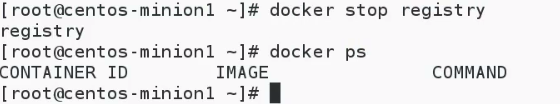 [root@centos-minion1 ~]# docker stop registry
registry
[root@centos-minion1 ~]# docker ps
CONTAINER ID IMAGE COMMAND
[root@centos-minion1 ~]#